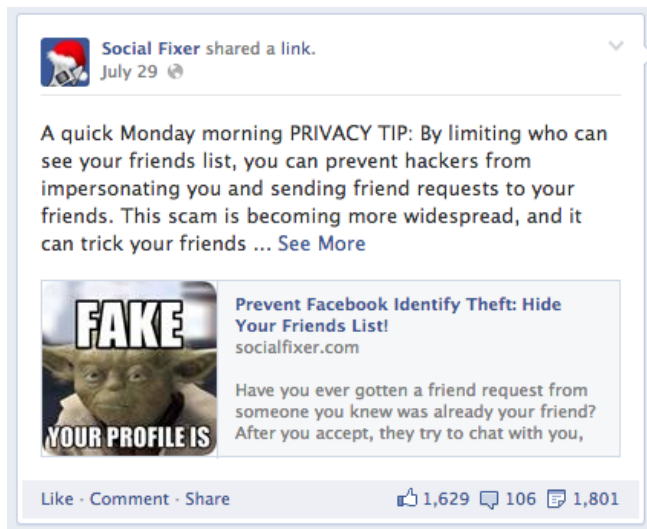 Social Fixer shared a link.
July 29
A quick Monday morning PRIVACY TIP: By limiting who can
see your friends list, you can prevent hackers from
impersonating you and sending friend requests to your
friends. This scam is becoming more widespread, and it
can trick your friends ... See More
FAKE
YOUR PROFILE IS
Prevent Facebook Identify Theft: Hide
Your Friends List!
socialfixer.com
Have you ever gotten a friend request from
someone you knew was already your friend?
After you accept, they try to chat with you,
Like · Comment · Share 1,629 106 1,801